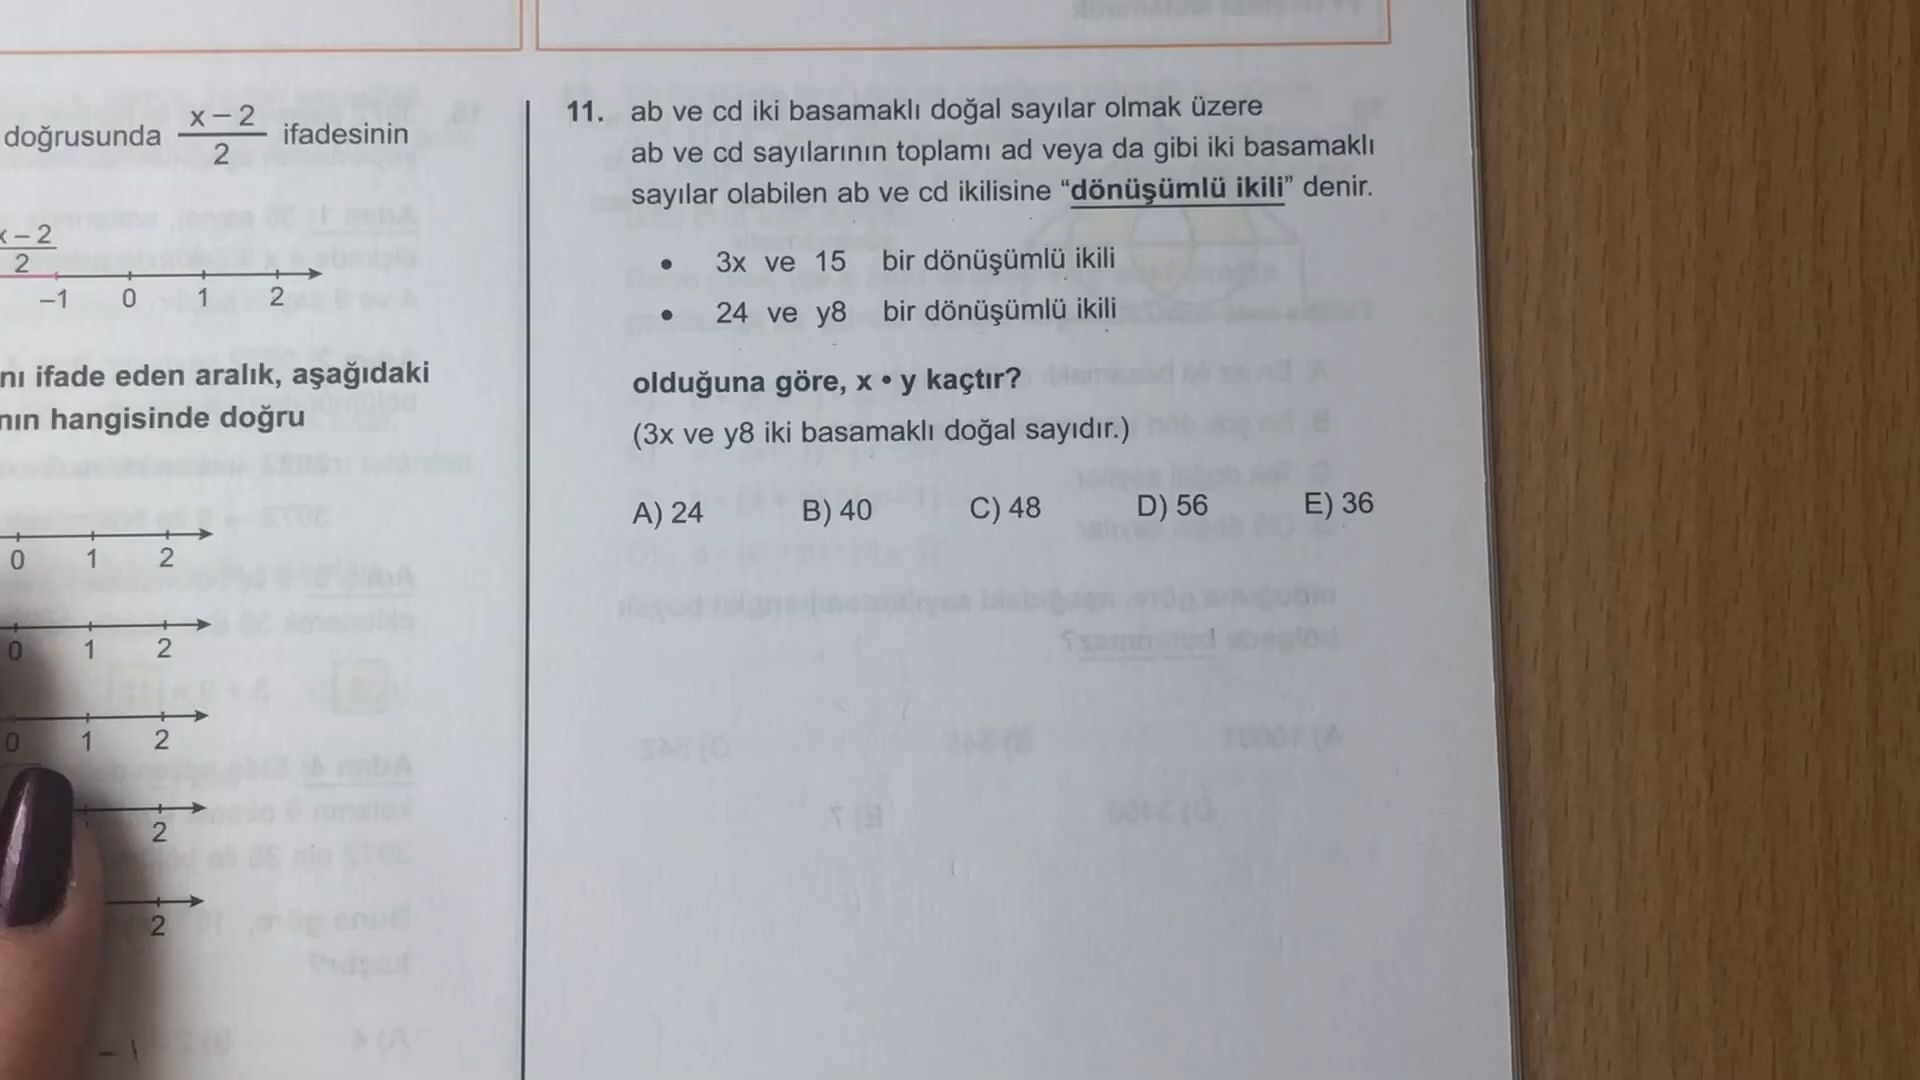 doğrusunda x – 2 / 2 ifadesinin
x – 2
2
–1 0 1 2
nı ifade eden aralık, aşağıdaki
nın hangisinde doğru
0 1 2
0 1 2
0 1 2
2
2
11. ab ve cd iki basamaklı doğal sayılar olmak üzere
ab ve cd sayılarının toplamı ad veya da gibi iki basamaklı
sayılar olabilen ab ve cd ikilisine “dönüşümlü ikili” denir.
• 3x ve 15 bir dönüşümlü ikili
• 24 ve y8 bir dönüşümlü ikili
olduğuna göre, x • y kaçtır?
(3x ve y8 iki basamaklı doğal sayıdır.)
A) 24 B) 40 C) 48 D) 56 E) 36